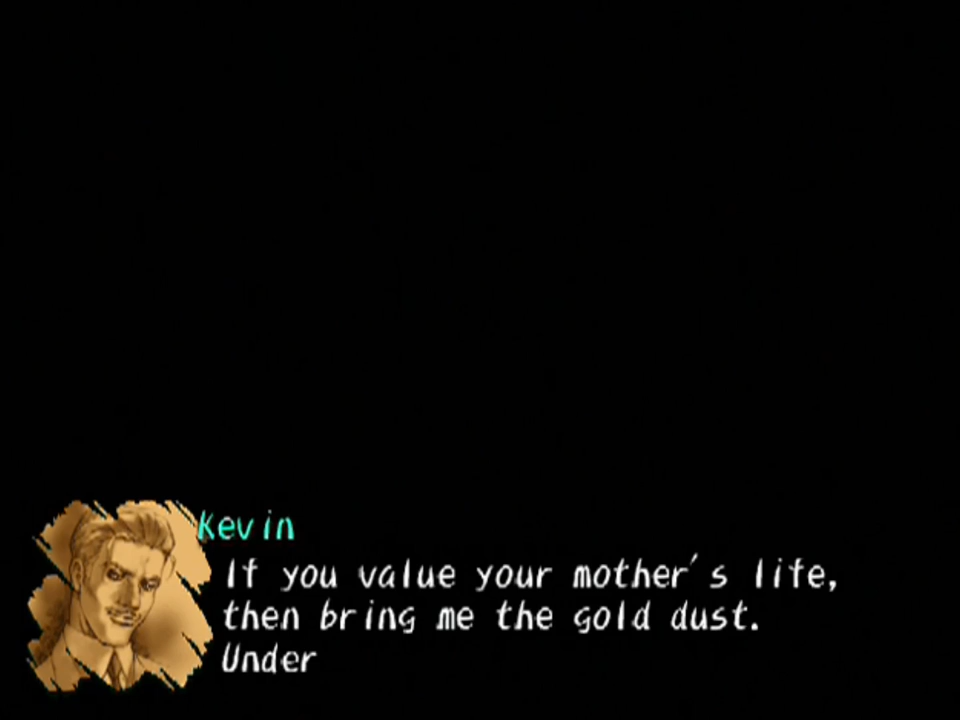 Kevin
If you value your mother's life,
then bring me the gold dust.
Under